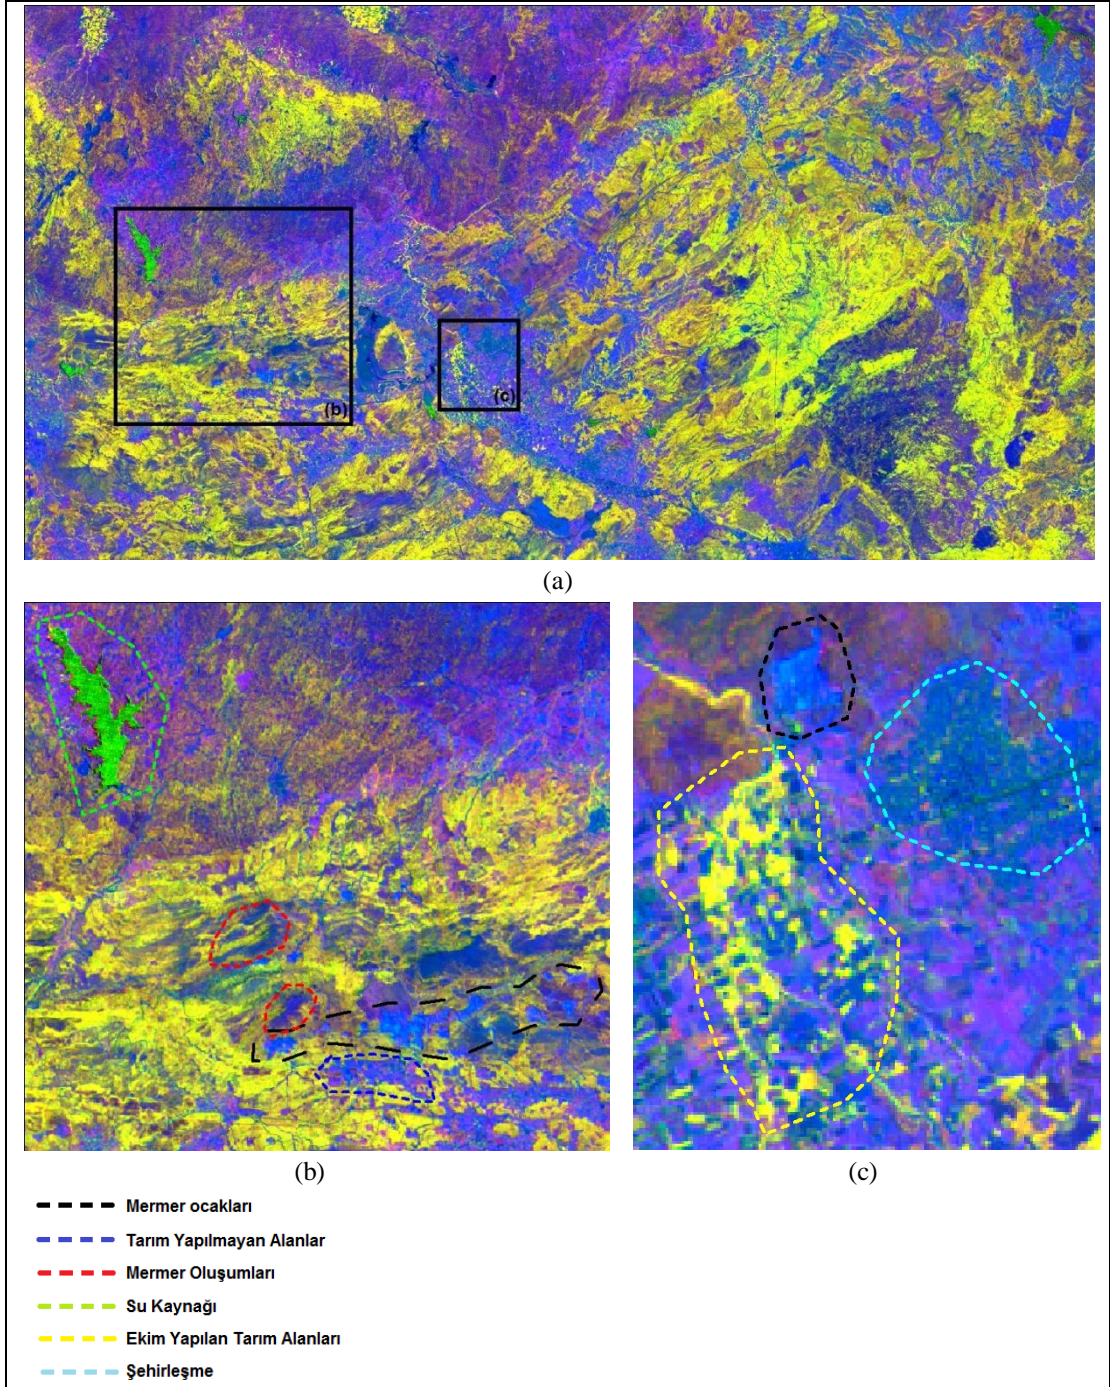 (b)
(c)
(a)
(b)
(c)
Mermer ocakları
Tarım Yapılmayan Alanlar
Mermer Oluşumları
Su Kaynağı
Ekim Yapılan Tarım Alanları
Şehirleşme